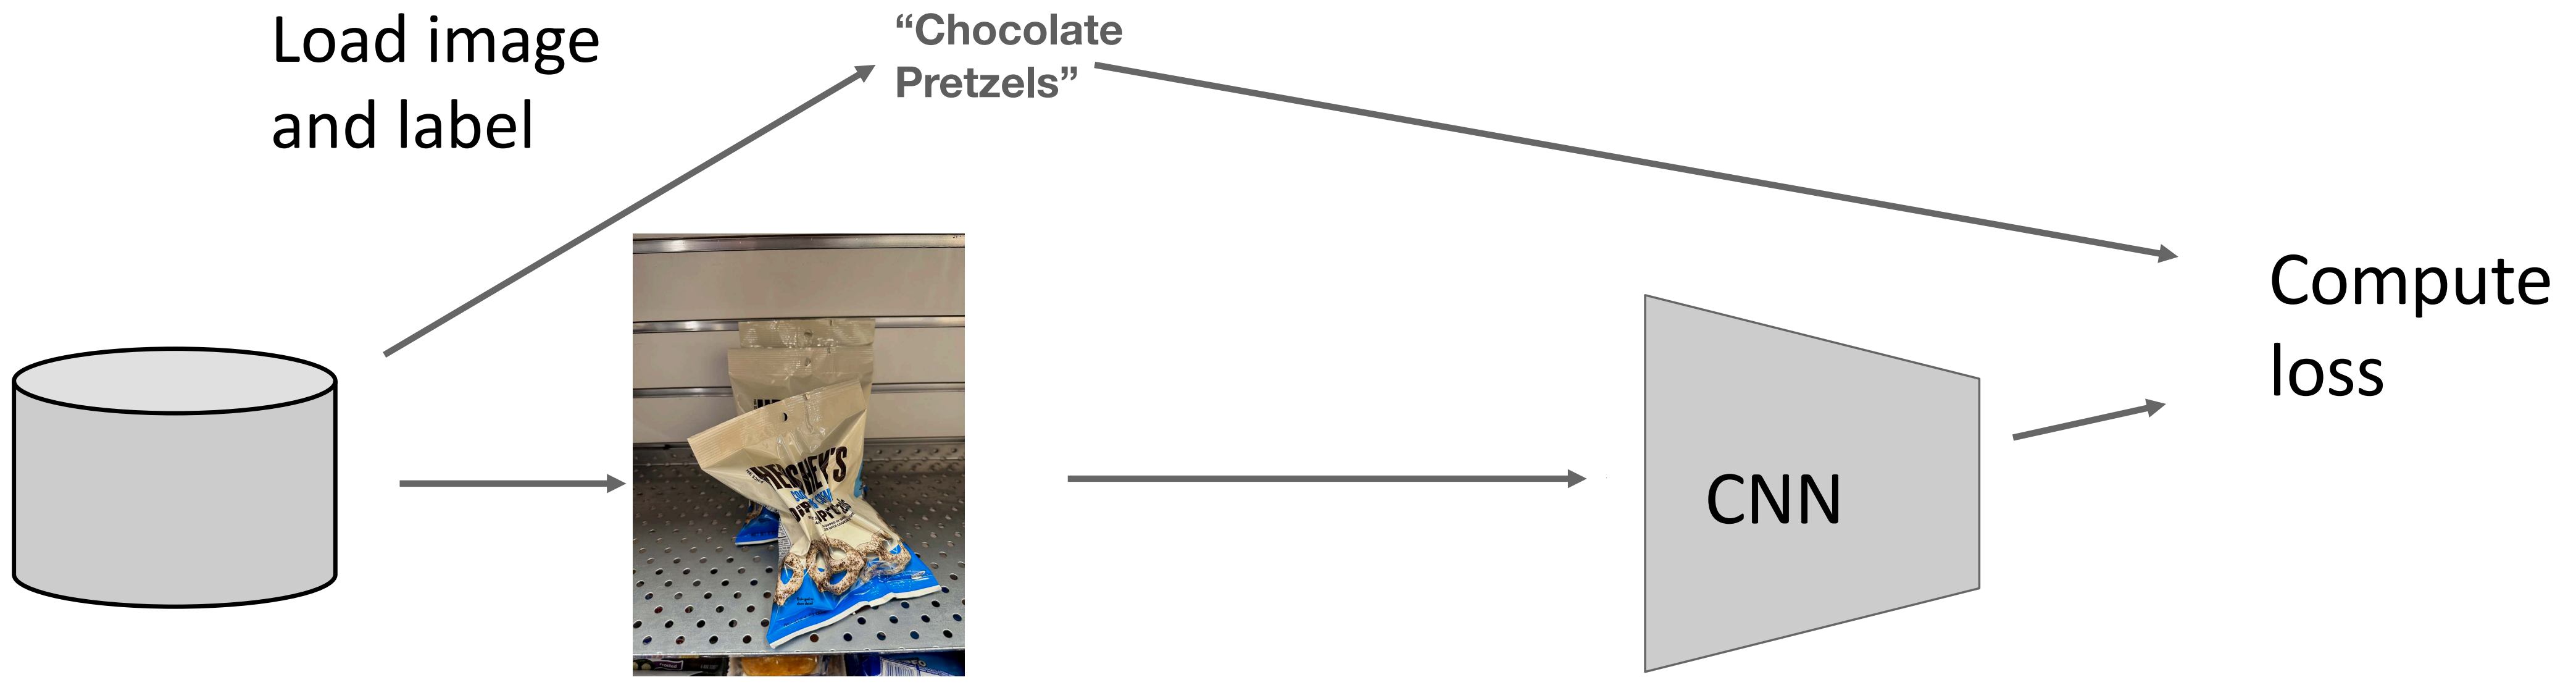 Load image
and label
“Chocolate
Pretzels”
HERSHEY'S
CNN
Compute
loss